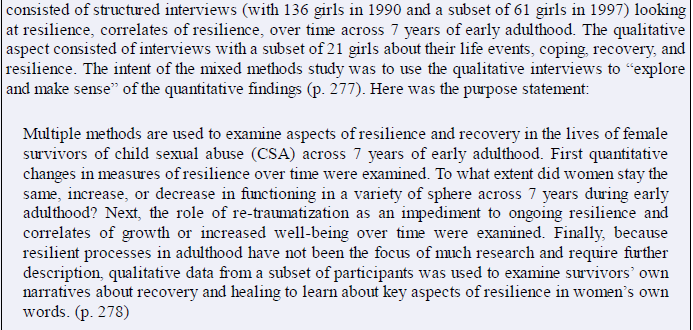 consisted of structured interviews (with 136 girls in 1990 and a subset of 61 girls in 1997) looking
at resilience, correlates of resilience, over time across 7 years of early adulthood. The qualitative
aspect consisted of interviews with a subset of 21 girls about their life events, coping, recovery, and
resilience. The intent of the mixed methods study was to use the qualitative interviews to “explore
and make sense” of the quantitative findings (p. 277). Here was the purpose statement:
Multiple methods are used to examine aspects of resilience and recovery in the lives of female
survivors of child sexual abuse (CSA) across 7 years of early adulthood. First quantitative
changes in measures of resilience over time were examined. To what extent did women stay the
same, increase, or decrease in functioning in a variety of sphere across 7 years during early
adulthood? Next, the role of re-traumatization as an impediment to ongoing resilience and
correlates of growth or increased well-being over time were examined. Finally, because
resilient processes in adulthood have not been the focus of much research and require further
description, qualitative data from a subset of participants was used to examine survivors’ own
narratives about recovery and healing to learn about key aspects of resilience in women’s own
words. (p. 278)